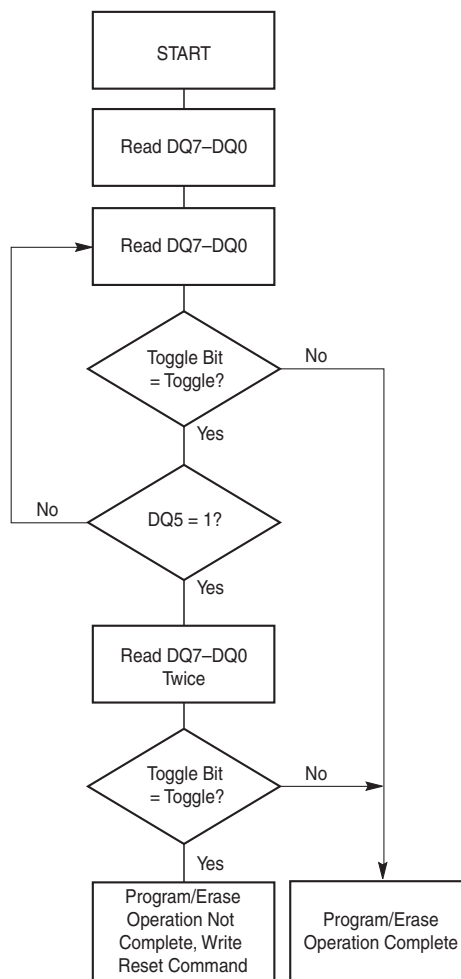 START
Read DQ7–DQ0
Read DQ7–DQ0
Toggle Bit
= Toggle?
No
Yes
No
DQ5 = 1?
Yes
Read DQ7–DQ0
Twice
Toggle Bit
= Toggle?
No
Yes
Program/Erase
Operation Not
Complete, Write
Reset Command
Program/Erase
Operation Complete